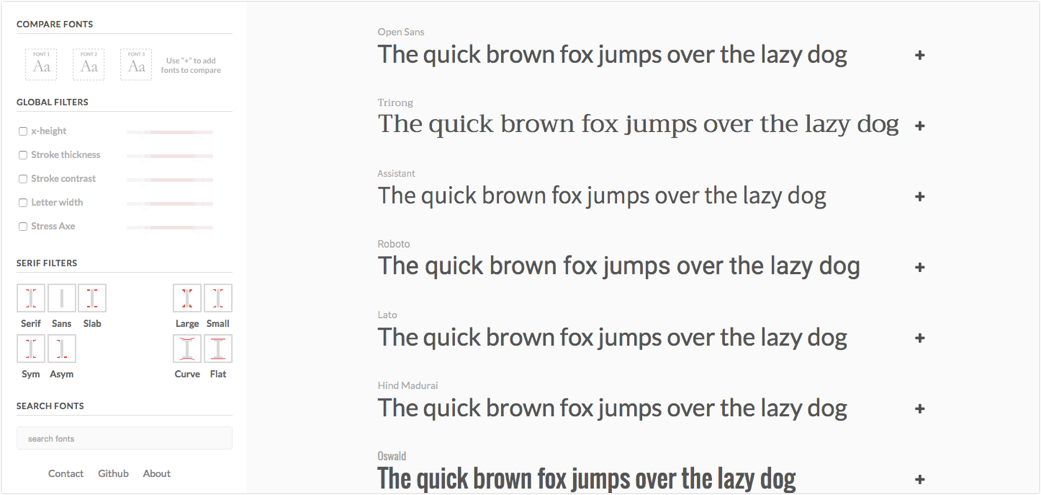 COMPARE FONTS
FONT 1 FONT 2 FONT 3
Aa Aa Aa
Use "+" to add
fonts to compare
GLOBAL FILTERS
x-height
Stroke thickness
Stroke contrast
Letter width
Stress Axe
SERIF FILTERS
Serif Sans Slab Large Small
Sym Asym Curve Flat
SEARCH FONTS
search fonts
Contact Github About
Open Sans
The quick brown fox jumps over the lazy dog +
Trirong
The quick brown fox jumps over the lazy dog +
Assistant
The quick brown fox jumps over the lazy dog +
Roboto
The quick brown fox jumps over the lazy dog +
Lato
The quick brown fox jumps over the lazy dog +
Hind Madurai
The quick brown fox jumps over the lazy dog +
Oswald
The quick brown fox jumps over the lazy dog +